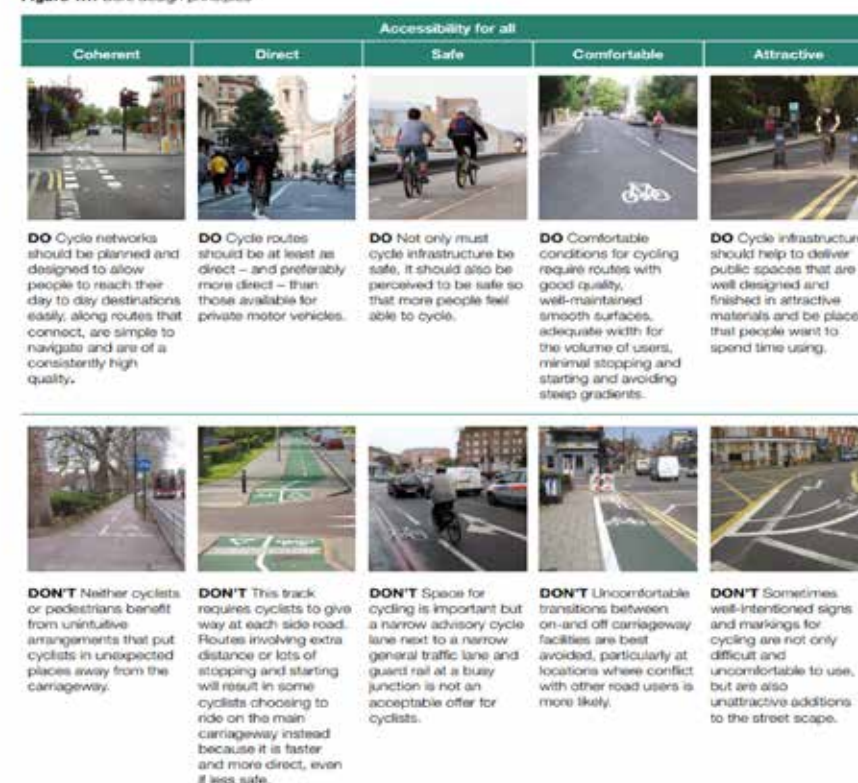 Accessibility for all
Coherent
Direct
Safe
Comfortable
Attractive
DO Cycle networks
should be planned and
designed to allow
people to reach their
day to day destinations
easily, along routes that
connect, are simple to
navigate and are of a
consistently high
quality.
DO Cycle routes
should be at least as
direct – and preferably
more direct – than
those available for
private motor vehicles.
DO Not only must
cycle infrastructure be
safe, it should also be
perceived to be safe so
that more people feel
able to cycle.
DO Comfortable
conditions for cycling
require routes with
good quality,
well-maintained
smooth surfaces,
adequate width for
the volume of users,
minimal stopping and
starting and avoiding
steep gradients.
DO Cycle infrastructur
should help to deliver
public spaces that are
well designed and
finished in attractive
materials and be place
that people want to
spend time using.
DON'T Neither cyclists
or pedestrians benefit
from unintuitive
arrangements that put
cyclists in unexpected
places away from the
carriageway.
DON'T This track
requires cyclists to give
way at each side road.
Routes involving extra
distance or lots of
stopping and starting
will result in some
cyclists choosing to
ride on the main
carriageway instead
because it is faster
and more direct, even
if less safe.
DON'T Space for
cycling is important but
a narrow advisory cycle
lane next to a narrow
general traffic lane and
guard rail at a busy
junction is not an
acceptable offer for
cyclists.
DON'T Uncomfortable
transitions between
on-and off carriageway
facilities are best
avoided, particularly at
locations where conflict
with other road users is
more likely.
DON'T Sometimes
well-intentioned signs
and markings for
cycling are not only
difficult and
uncomfortable to use,
but are also
unattractive additions
to the street scape.